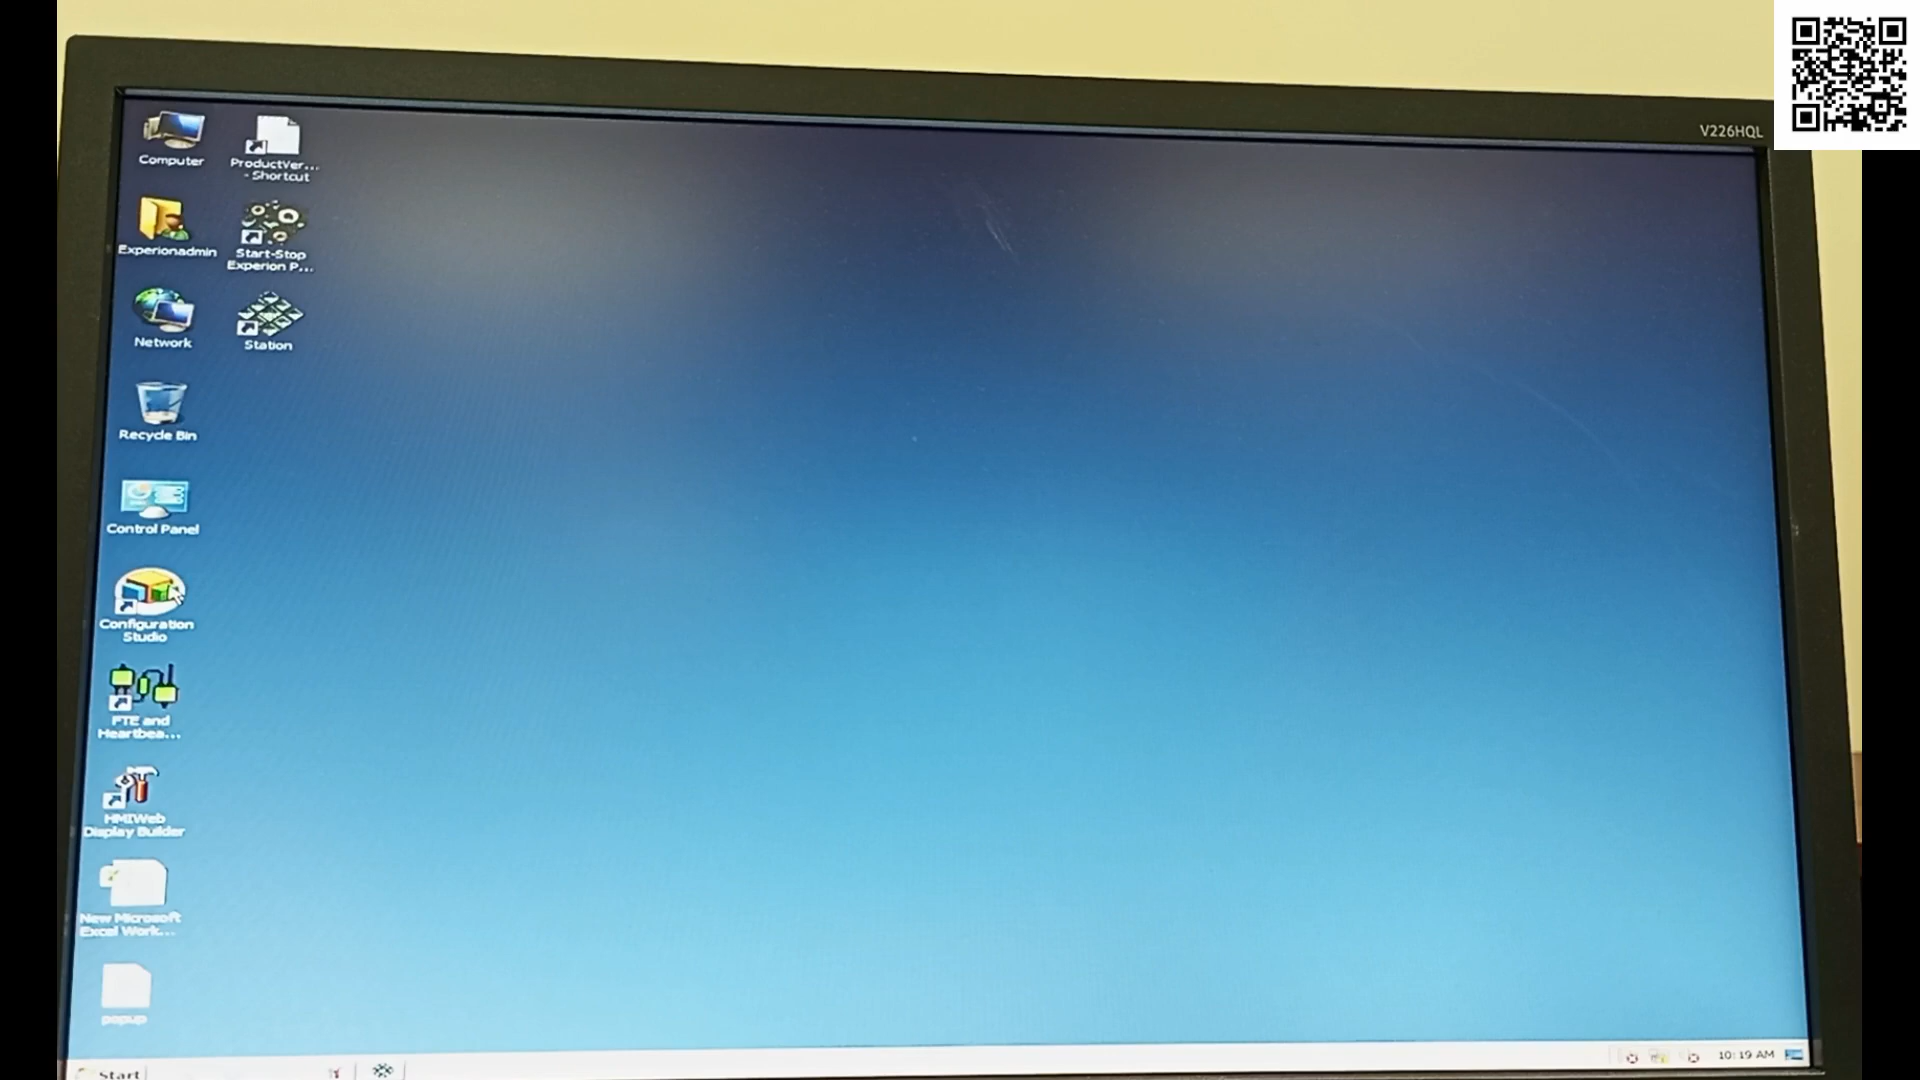 V226HQL
Computer
ProductVer...
- Shortcut
Experionadmin
Start-Stop
Experion P...
Network
Station
Recycle Bin
Control Panel
Configuration
Studio
FTE and
Heartbea...
HMIWeb
Display Builder
New Microsoft
Excel Work...
popup
Start
10:19 AM